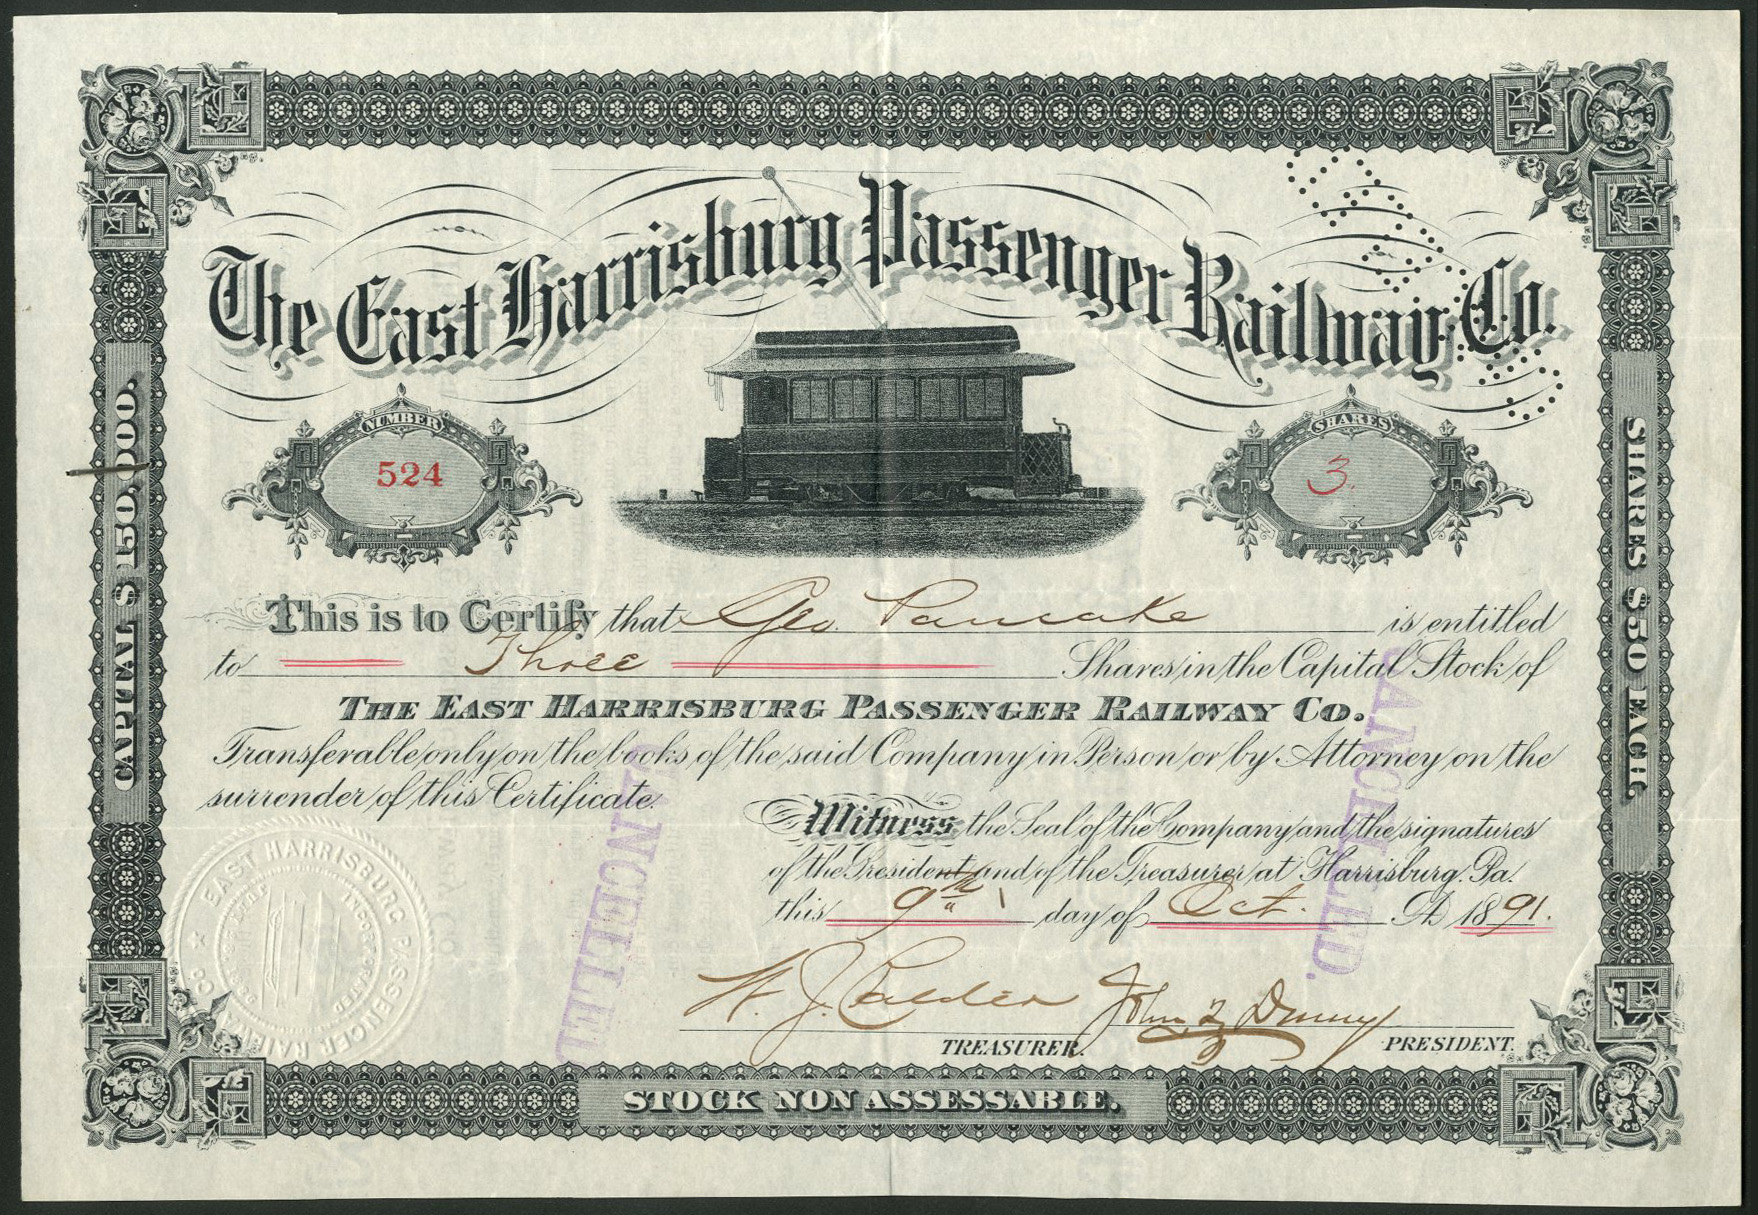 The East Harrisburg Passenger Railway Co.
NUMBER
524
SHARES
3.
CAPITAL $150,000.
SHARES $50 EACH.
This is to Certify that Geo. Pancake is entitled
to Three Shares in the Capital Stock of
THE EAST HARRISBURG PASSENGER RAILWAY CO.
Transferable only on the books of the said Company in Person or by Attorney on the
surrender of this Certificate.
Witness the Seal of the Company and the signatures
of the President and of the Treasurer at Harrisburg, Pa.
this 9th day of Oct. AD 1891.
CANCELLED
CANCELLED.
EAST HARRISBURG PASSENGER RAILWAY CO.
INCORPORATED
W. J. Calder
TREASURER.
John Q Denny
PRESIDENT.
STOCK NON ASSESSABLE.